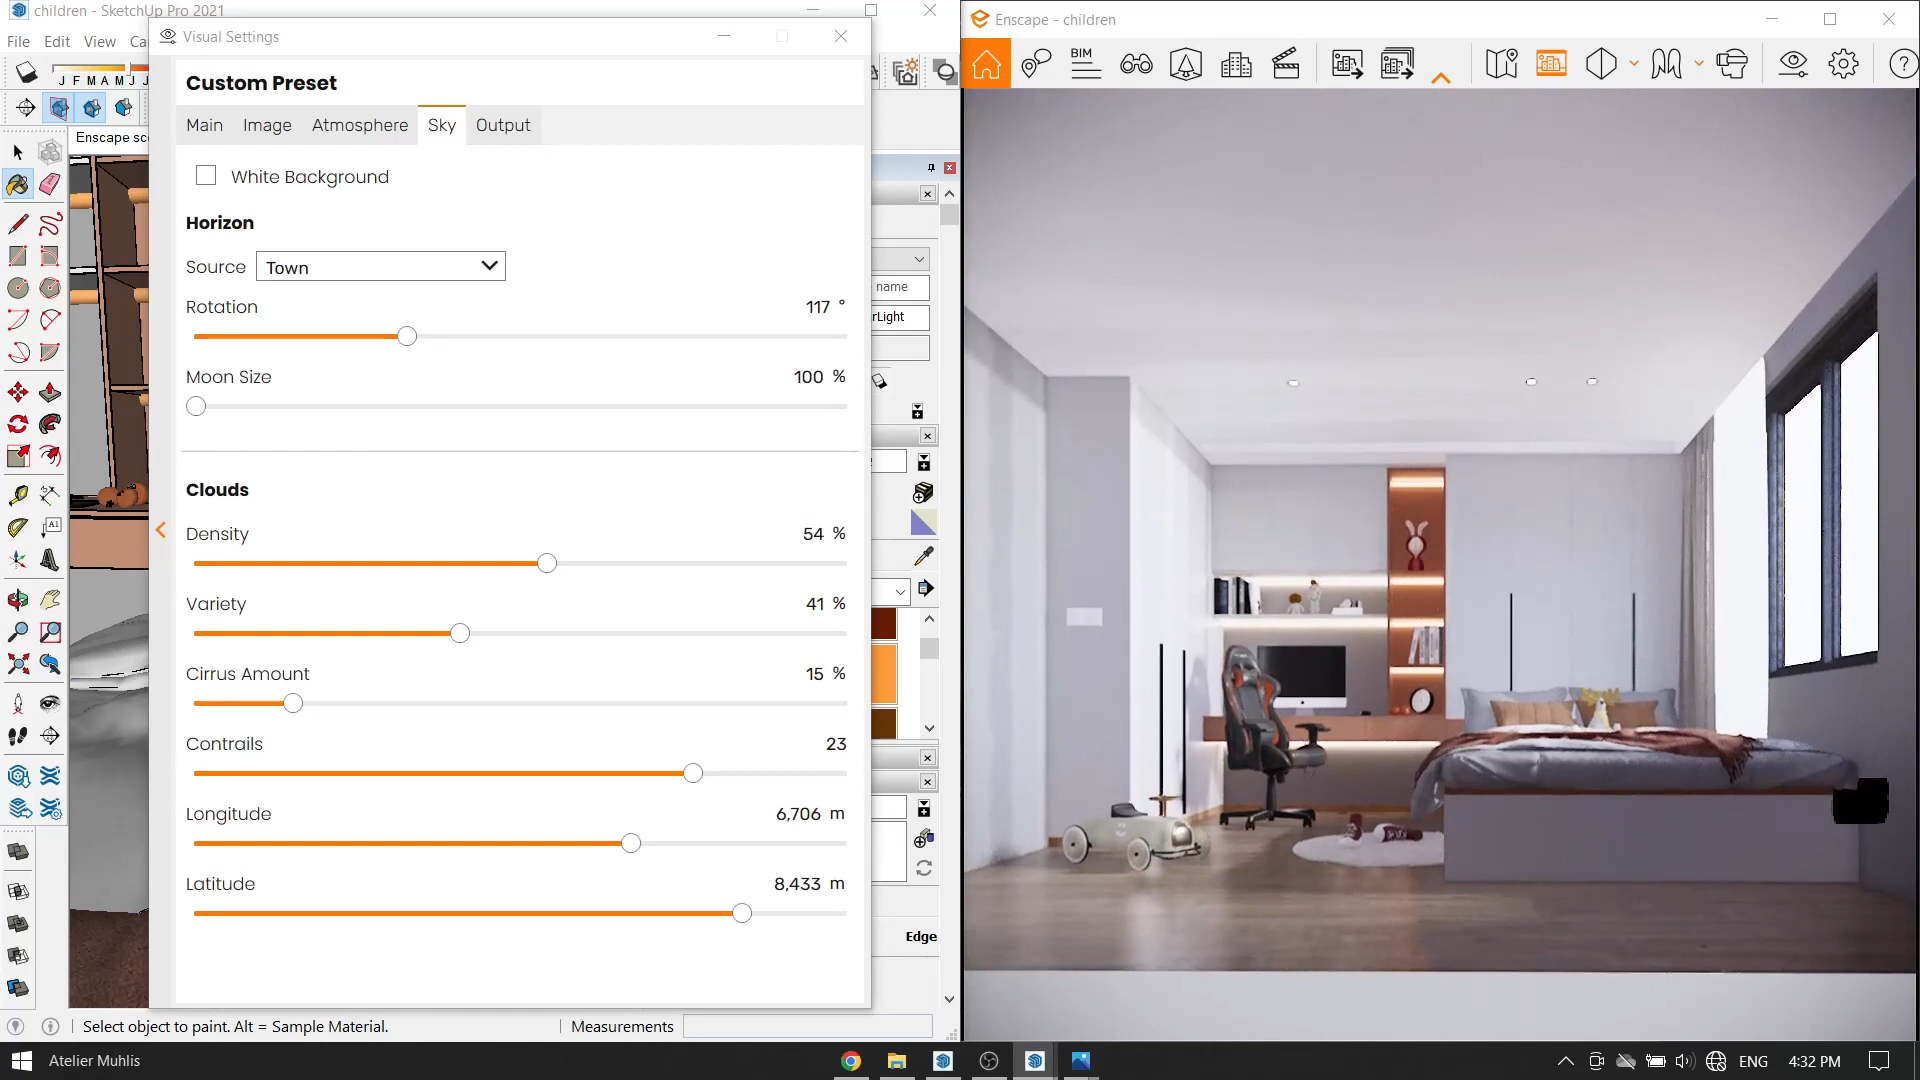 children - SketchUp Pro 2021
File Edit View Ca
J F M A M J J
Enscape sc
Visual Settings
Custom Preset
Main Image Atmosphere Sky Output
White Background
Horizon
Source Town
Rotation 117 °
Moon Size 100 %
Clouds
Density 54 %
Variety 41 %
Cirrus Amount 15 %
Contrails 23
Longitude 6,706 m
Latitude 8,433 m
name
rLight
Edge
A1
Select object to paint. Alt = Sample Material.
Measurements
Enscape - children
BIM
?
Atelier Muhlis
ENG
4:32 PM